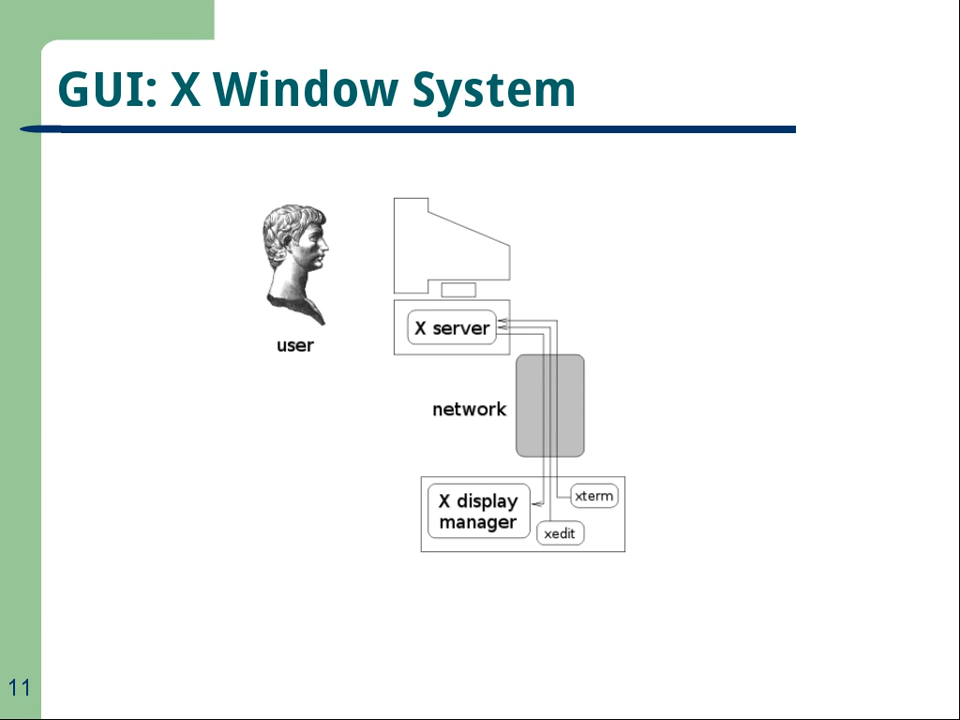 GUI: X Window System
user
X server
network
X display
manager
xterm
xedit
11